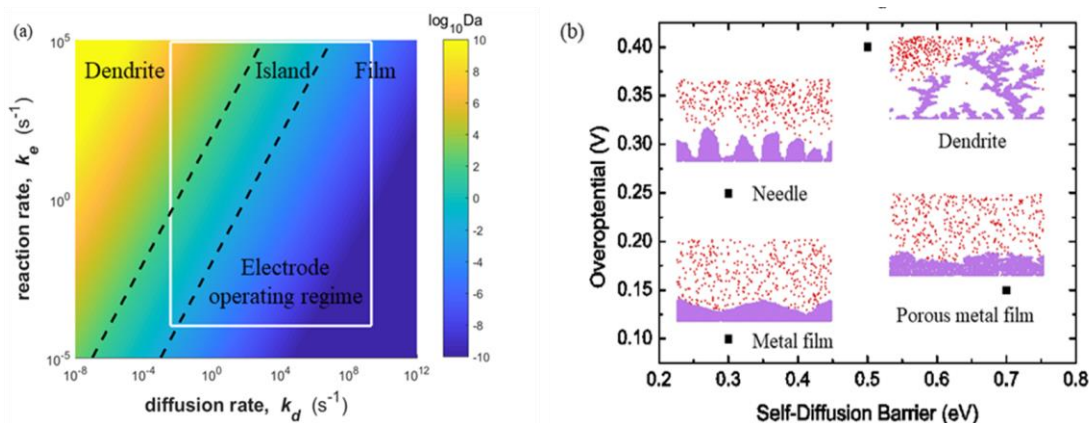 (a)
log₁₀Da
10⁵
Dendrite
Island
Film
10
8
6
4
reaction rate, kₑ (s⁻¹)
10⁰
2
0
-2
Electrode
operating regime
-4
-6
-8
10⁻⁵
-10
10⁻⁸
10⁻⁴
10⁰
10⁴
10⁸
10¹²
diffusion rate, k_d (s⁻¹)
(b)
0.40
0.35
Dendrite
0.30
Overoptential (V)
0.25
Needle
0.20
0.15
Porous metal film
0.10
Metal film
0.2 0.3 0.4 0.5 0.6 0.7 0.8
Self-Diffusion Barrier (eV)